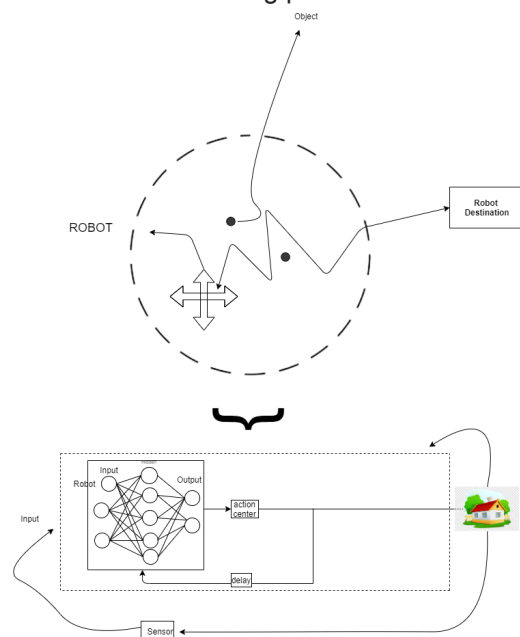 Object
ROBOT
Robot
Destination
Input
Robot
Output
action
center
Input
delay
Sensor